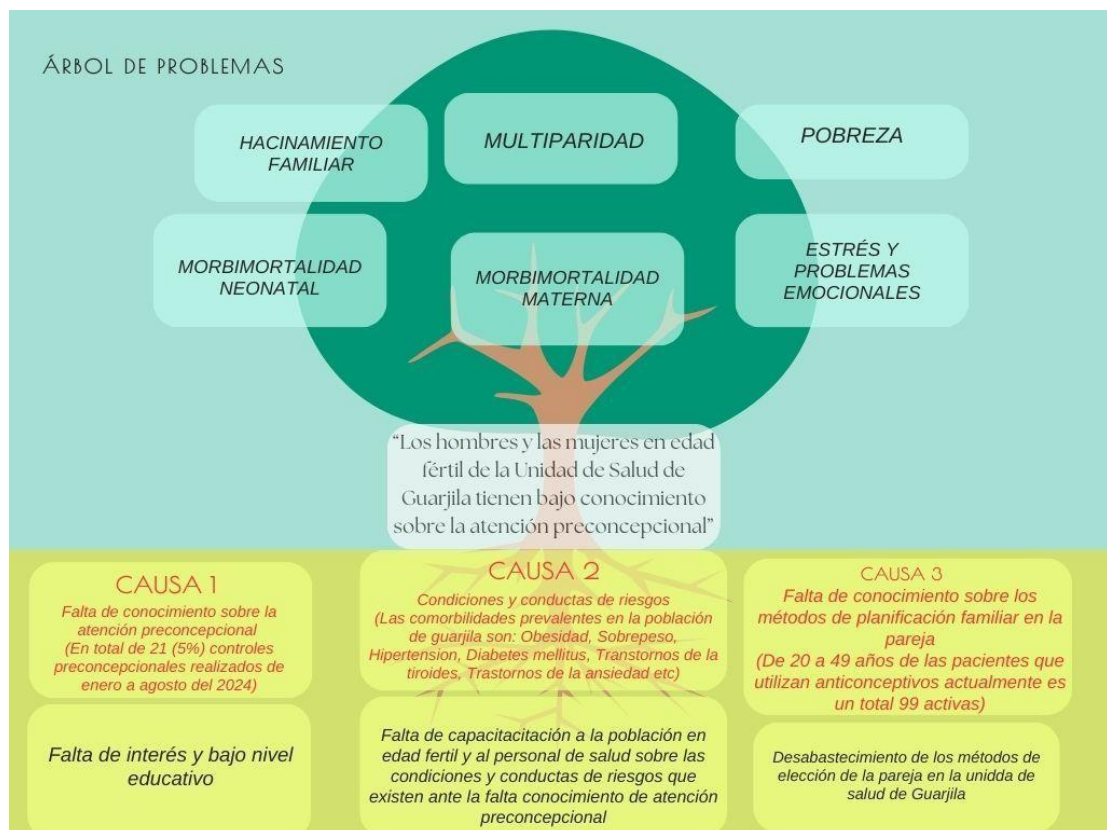 ÁRBOL DE PROBLEMAS
HACINAMIENTO
FAMILIAR
MULTIPARIDAD
POBREZA
MORBIMORTALIDAD
NEONATAL
MORBIMORTALIDAD
MATERNA
ESTRÉS Y
PROBLEMAS
EMOCIONALES
“Los hombres y las mujeres en edad
fértil de la Unidad de Salud de
Guarjila tienen bajo conocimiento
sobre la atención preconcepcional”
CAUSA 1
Falta de conocimiento sobre la
atención preconcepcional
(En total de 21 (5%) controles
preconcepcionales realizados de
enero a agosto del 2024)
Falta de interés y bajo nivel
educativo
CAUSA 2
Condiciones y conductas de riesgos
(Las comorbilidades prevalentes en la población
de guarjila son: Obesidad, Sobrepeso,
Hipertension, Diabetes mellitus, Transtornos de la
tiroides, Trastornos de la ansiedad etc)
Falta de capacitacitación a la población en
edad fertil y al personal de salud sobre las
condiciones y conductas de riesgos que
existen ante la falta conocimiento de atención
preconcepcional
CAUSA 3
Falta de conocimiento sobre los
métodos de planificación familiar en la
pareja
(De 20 a 49 años de las pacientes que
utilizan anticonceptivos actualmente es
un total 99 activas)
Desabastecimiento de los métodos de
elección de la pareja en la unidda de
salud de Guarjila